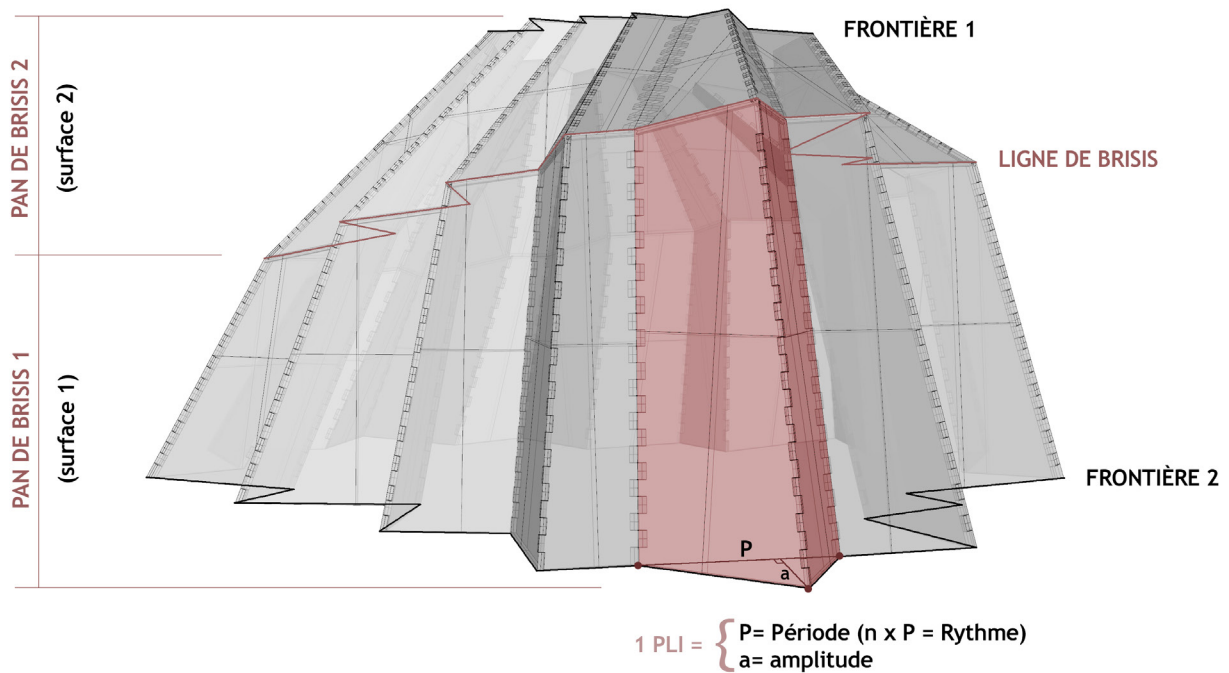 FRONTIÈRE 1
PAN DE BRISIS 2
(surface 2)
LIGNE DE BRISIS
PAN DE BRISIS 1
(surface 1)
FRONTIÈRE 2
P
a
1 PLI =
P= Période (n x P = Rythme)
a= amplitude